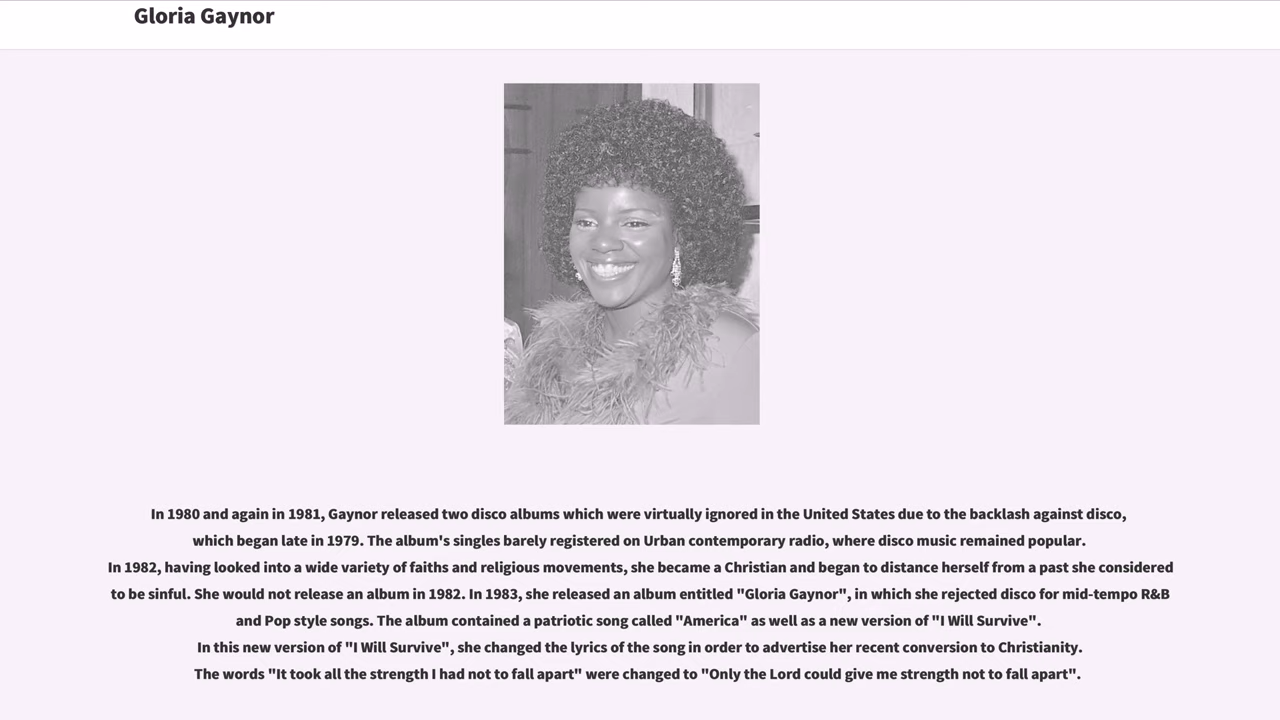 Gloria Gaynor
In 1980 and again in 1981, Gaynor released two disco albums which were virtually ignored in the United States due to the backlash against disco,
which began late in 1979. The album's singles barely registered on Urban contemporary radio, where disco music remained popular.
In 1982, having looked into a wide variety of faiths and religious movements, she became a Christian and began to distance herself from a past she considered
to be sinful. She would not release an album in 1982. In 1983, she released an album entitled "Gloria Gaynor", in which she rejected disco for mid-tempo R&B
and Pop style songs. The album contained a patriotic song called "America" as well as a new version of "I Will Survive".
In this new version of "I Will Survive", she changed the lyrics of the song in order to advertise her recent conversion to Christianity.
The words "It took all the strength I had not to fall apart" were changed to "Only the Lord could give me strength not to fall apart".